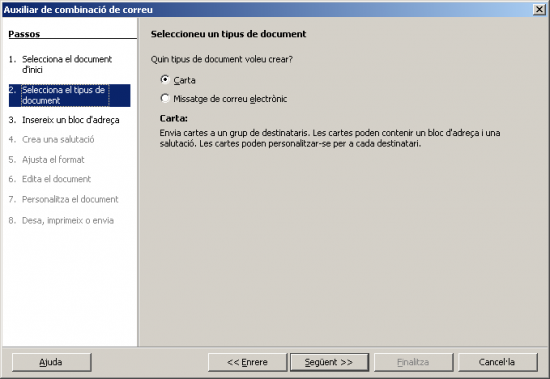 Auxiliar de combinació de correu
Passos
1. Selecciona el document
d'inici
2. Selecciona el tipus de
document
3. Insereix un bloc d'adreça
4. Crea una salutació
5. Ajusta el format
6. Edita el document
7. Personalitza el document
8. Desa, imprimeix o envia
Seleccioneu un tipus de document
Quin tipus de document voleu crear?
Carta
Missatge de correu electrònic
Carta:
Envia cartes a un grup de destinataris. Les cartes poden contenir un bloc d'adreça i una
salutació. Les cartes poden personalitzar-se per a cada destinatari.
Ajuda
<< Enrere
Següent >>
Finalitza
Cancel·la